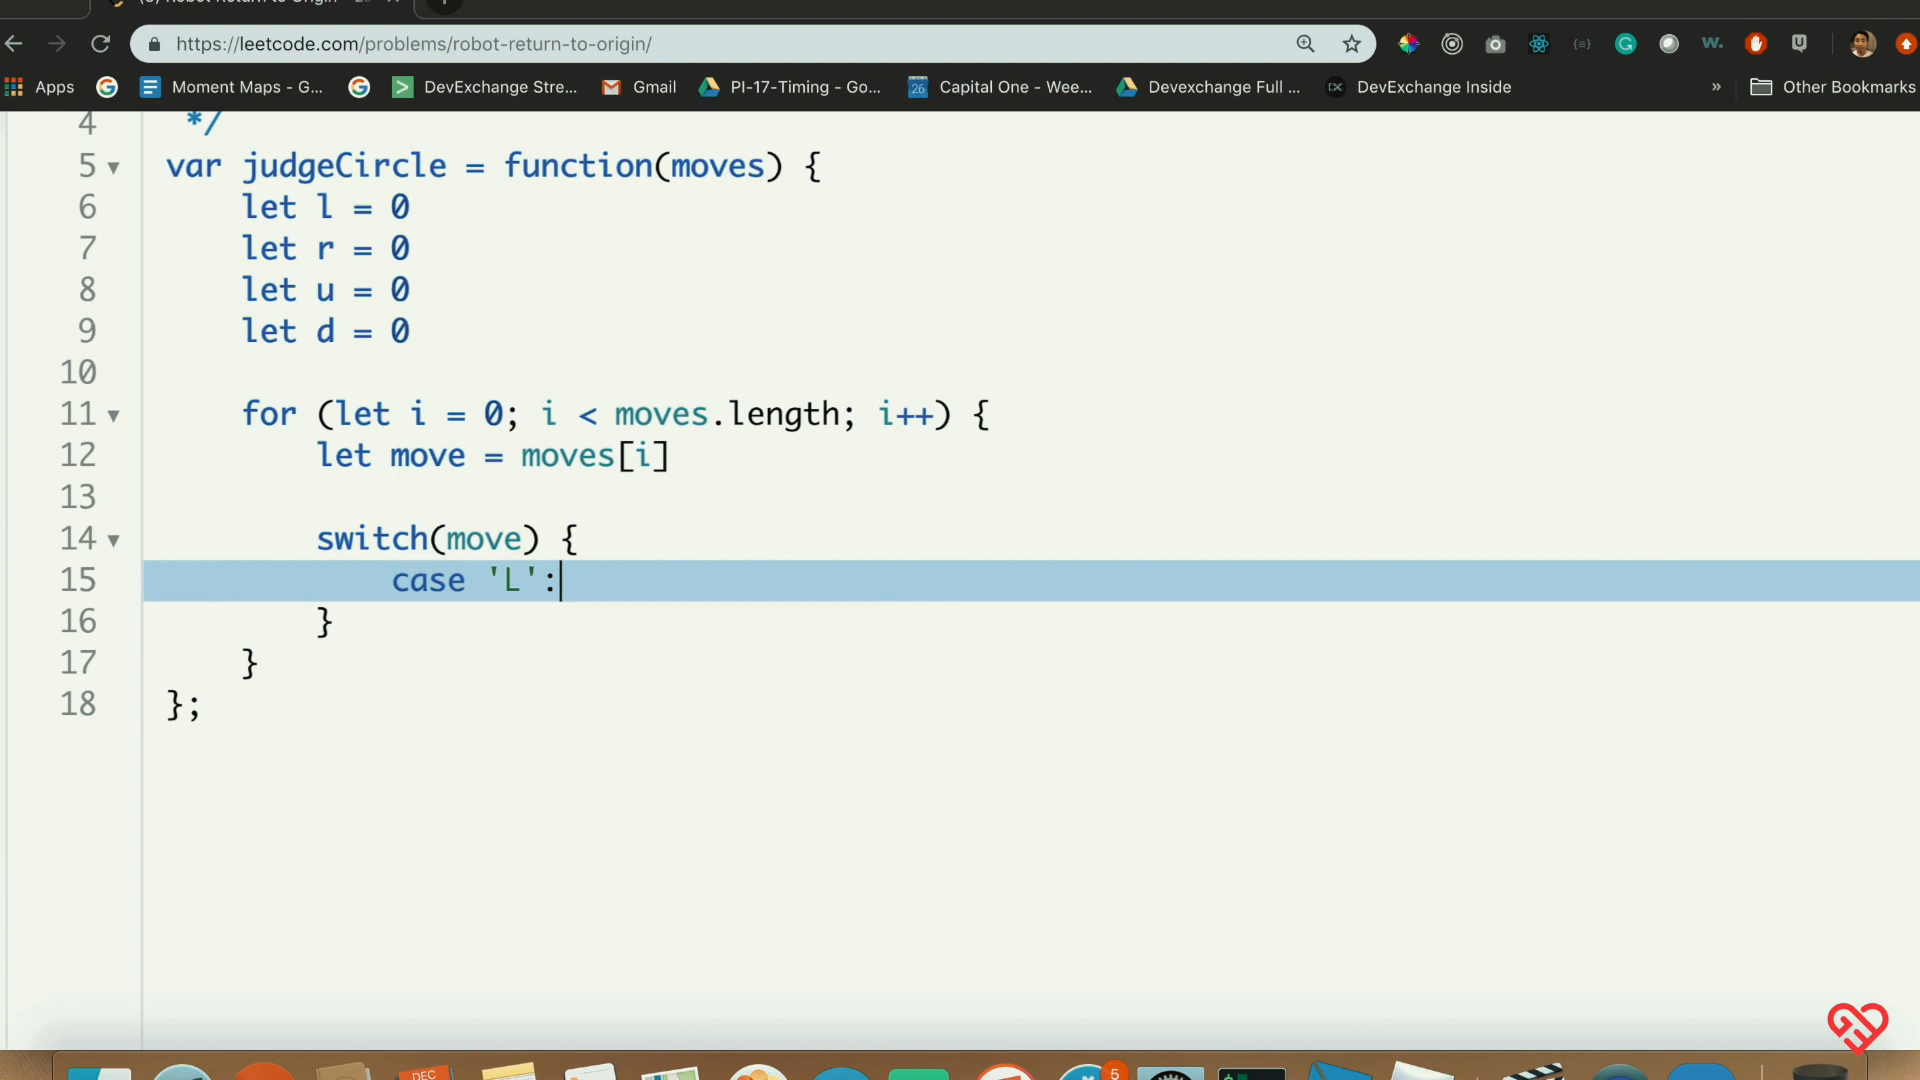 https://leetcode.com/problems/robot-return-to-origin/
Apps Moment Maps - G... DevExchange Stre... Gmail PI-17-Timing - Go... 26 Capital One - Wee... Devexchange Full ... DevExchange Inside » Other Bookmarks
4 */
5 var judgeCircle = function(moves) {
6 let l = 0
7 let r = 0
8 let u = 0
9 let d = 0
10
11 for (let i = 0; i < moves.length; i++) {
12 let move = moves[i]
13
14 switch(move) {
15 case 'L':
16 }
17 }
18 };
DEC 5